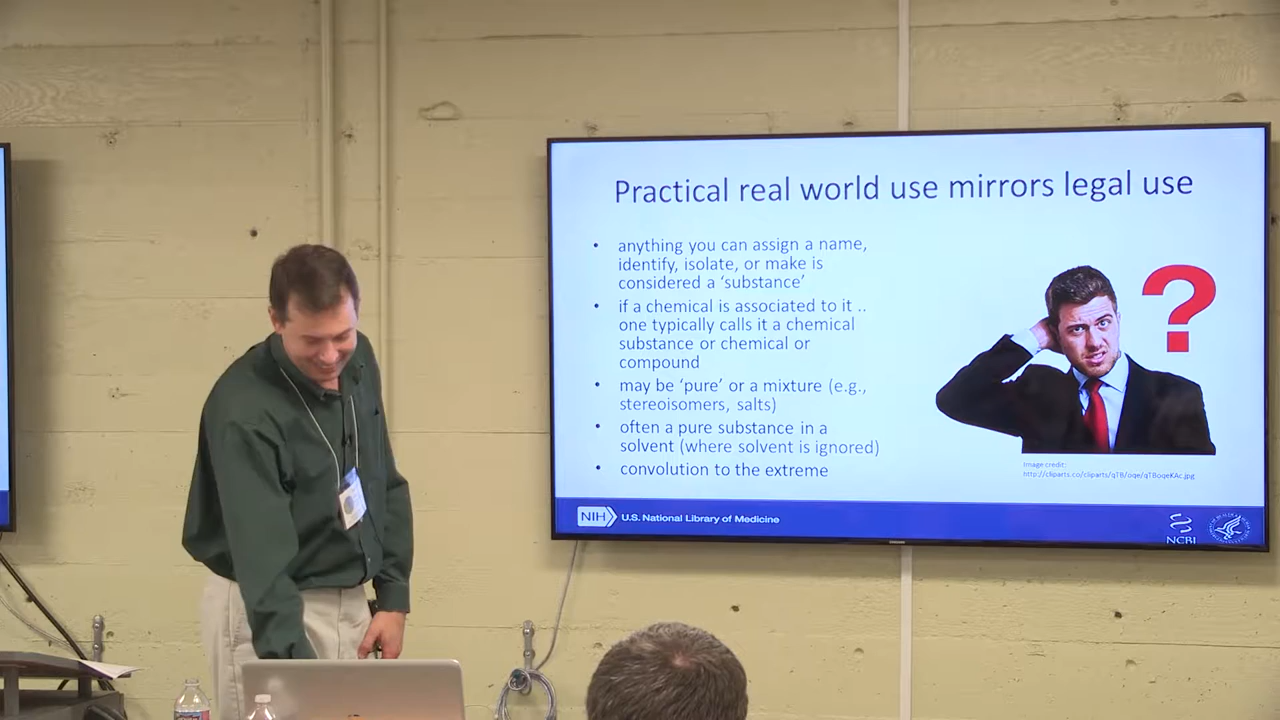 Practical real world use mirrors legal use
• anything you can assign a name,
identify, isolate, or make is
considered a ‘substance’
• if a chemical is associated to it ..
one typically calls it a chemical
substance or chemical or
compound
• may be ‘pure’ or a mixture (e.g.,
stereoisomers, salts)
• often a pure substance in a
solvent (where solvent is ignored)
• convolution to the extreme
?
Image credit:
http://cliparts.co/cliparts/qTB/oqe/qTBoqeKAc.jpg
NIH U.S. National Library of Medicine
NCBI